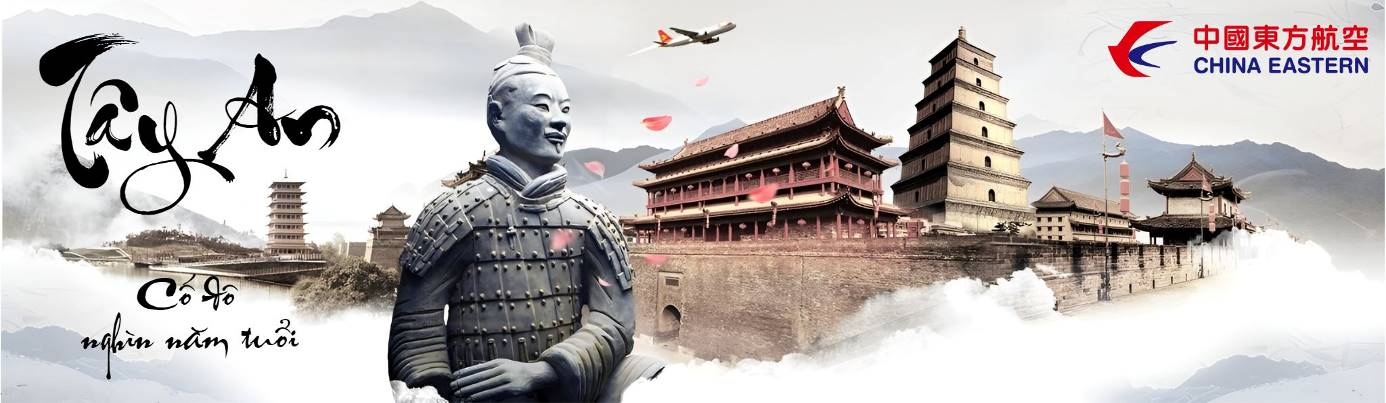 Tây An
Cố đô
nghìn năm tuổi
中國東方航空
CHINA EASTERN